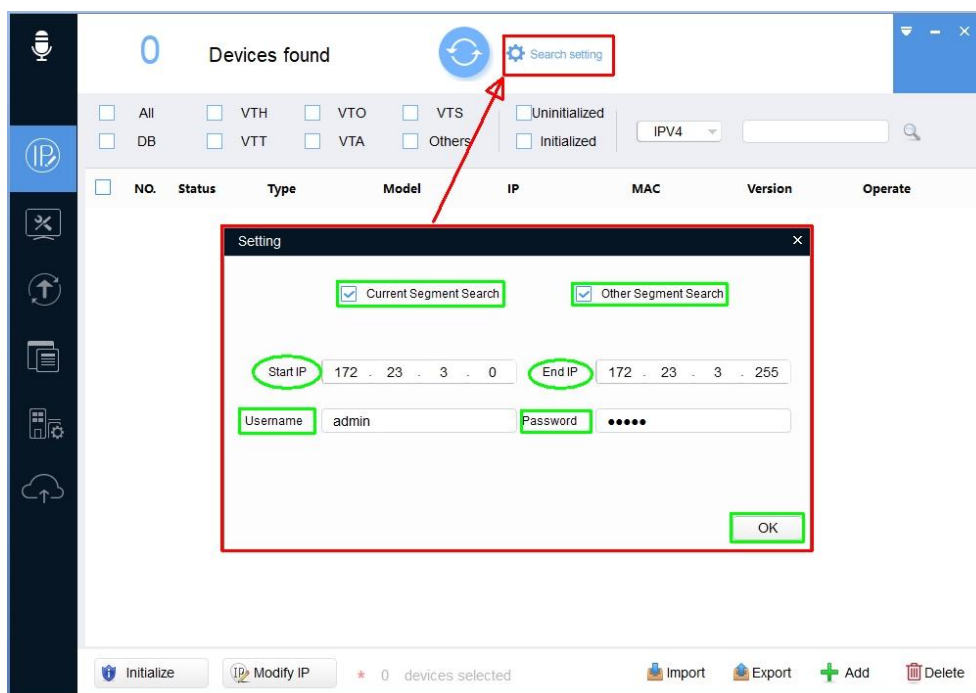 0 Devices found Search setting
All VTH VTO VTS Uninitialized
DB VTT VTA Others Initialized
IPV4
NO. Status Type Model IP MAC Version Operate
Setting
Current Segment Search Other Segment Search
Start IP 172 . 23 . 3 . 0 End IP 172 . 23 . 3 . 255
Username admin Password •••••
OK
Initialize Modify IP * 0 devices selected Import Export Add Delete